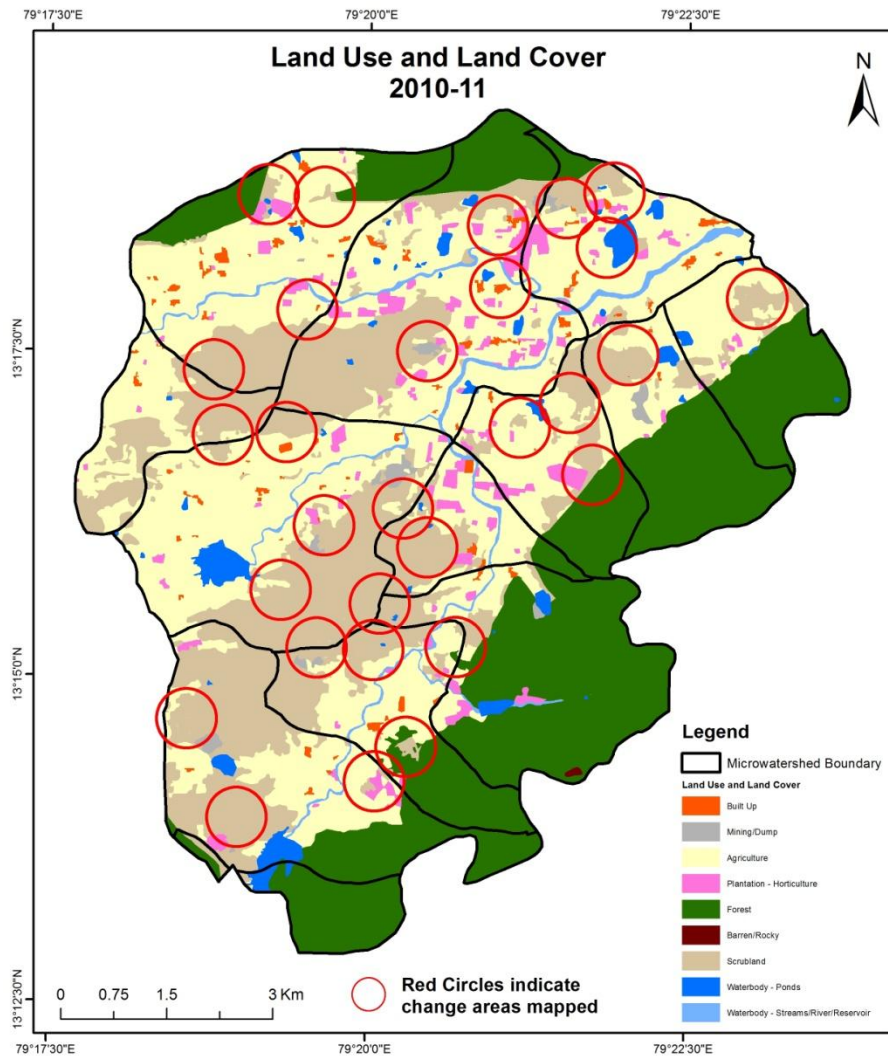 79°17'30"E 79°20'0"E 79°22'30"E
Land Use and Land Cover
2010-11
N
13°17'30"N
13°15'0"N
13°12'30"N
Legend
Microwatershed Boundary
Land Use and Land Cover
Built Up
Mining/Dump
Agriculture
Plantation - Horticulture
Forest
Barren/Rocky
Scrubland
Waterbody - Ponds
Waterbody - Streams/River/Reservoir
0 0.75 1.5 3 Km
Red Circles indicate
change areas mapped
79°17'30"E 79°20'0"E 79°22'30"E